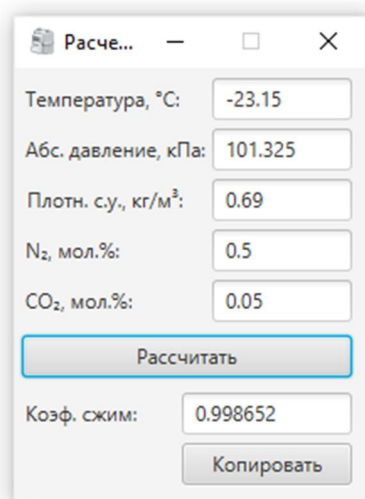 Расче...
Температура, °C: -23.15
Абс. давление, кПа: 101.325
Плотн. с.у., кг/м³: 0.69
N₂, мол.%: 0.5
CO₂, мол.%: 0.05
Рассчитать
Коэф. сжим: 0.998652
Копировать